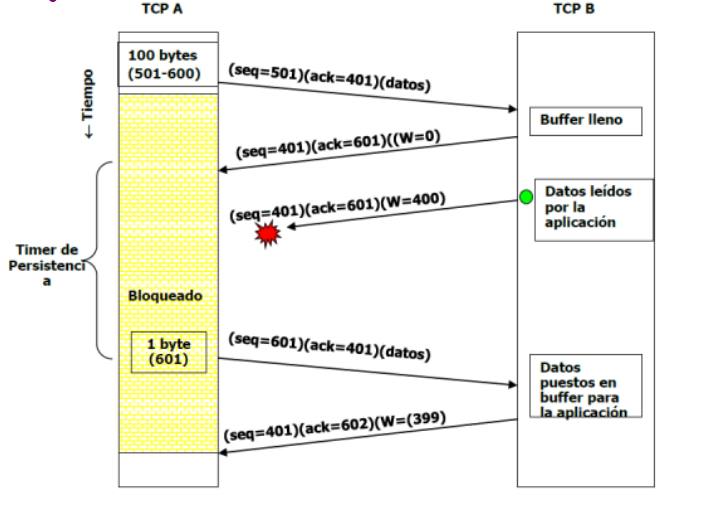 TCP A
TCP B
100 bytes
(501-600)
(seq=501)(ack=401)(datos)
← Tiempo
Buffer lleno
(seq=401)(ack=601)((W=0)
Datos leídos
por la
aplicación
(seq=401)(ack=601)(W=400)
Timer de
Persistenci
a
Bloqueado
1 byte
(601)
(seq=601)(ack=401)(datos)
Datos
puestos en
buffer para
la aplicación
(seq=401)(ack=602)(W=(399)